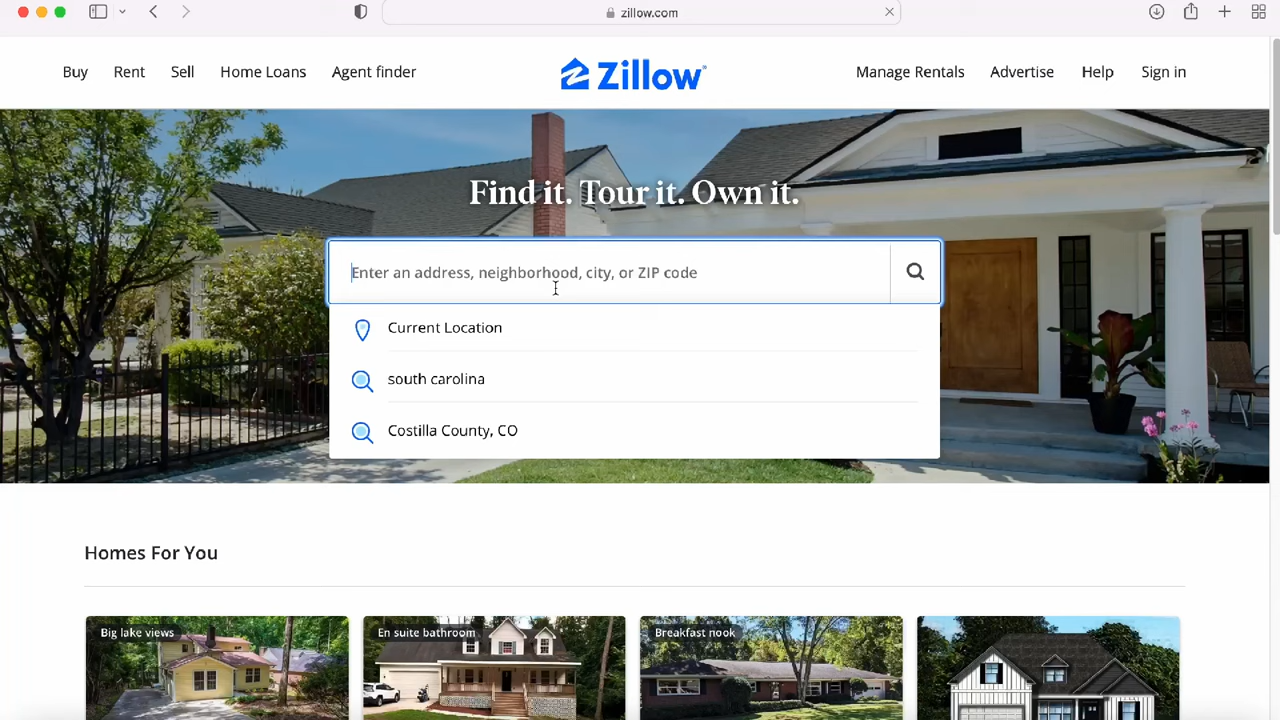 zillow.com
Buy Rent Sell Home Loans Agent finder Zillow Manage Rentals Advertise Help Sign in
Find it. Tour it. Own it.
Enter an address, neighborhood, city, or ZIP code
Current Location
south carolina
Costilla County, CO
Homes For You
Big lake views En suite bathroom Breakfast nook